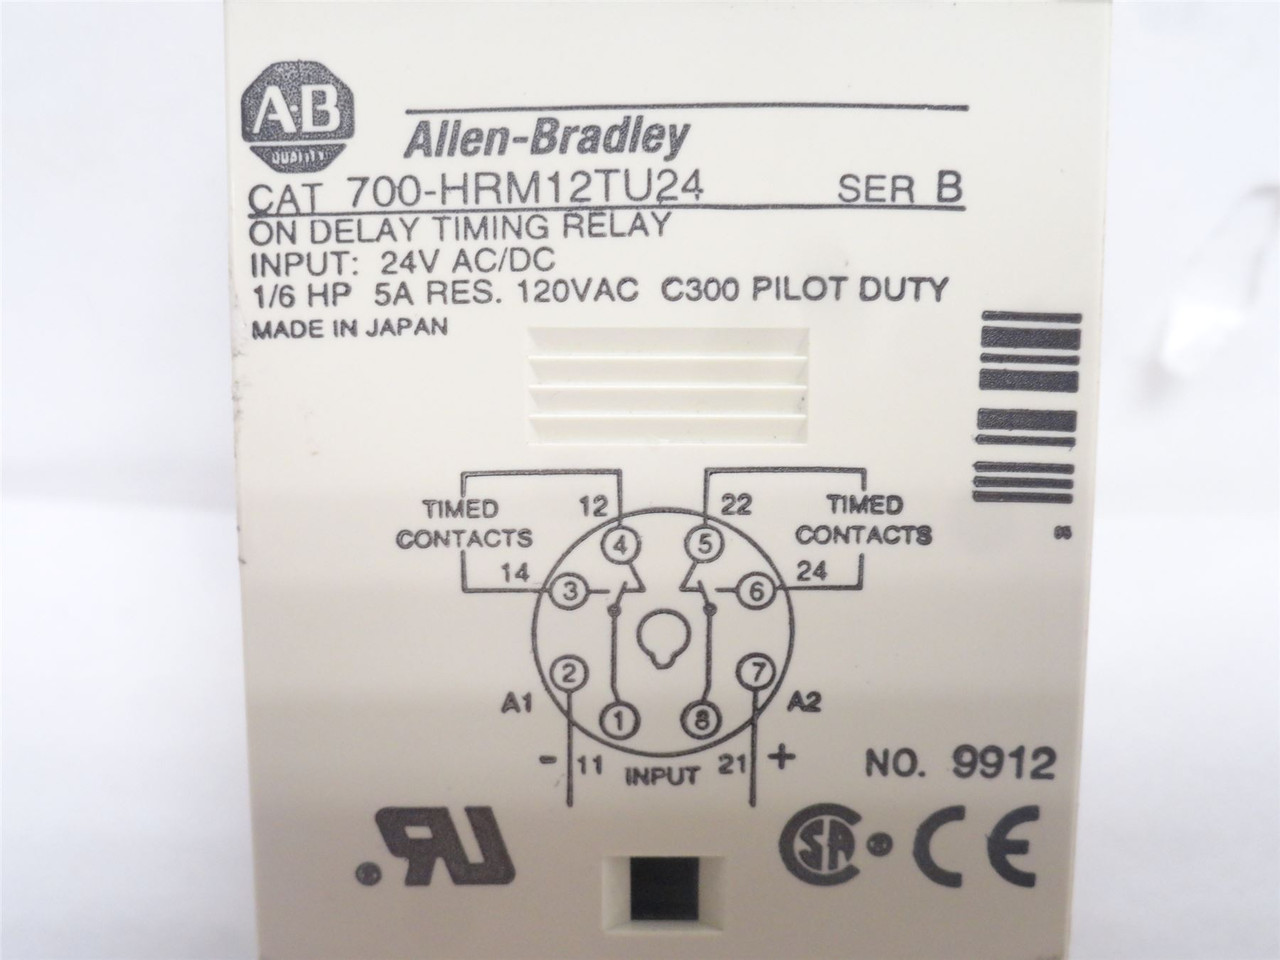 A-B
QUALITY
Allen-Bradley
CAT 700-HRM12TU24 SER B
ON DELAY TIMING RELAY
INPUT: 24V AC/DC
1/6 HP 5A RES. 120VAC C300 PILOT DUTY
MADE IN JAPAN
TIMED CONTACTS
12
22
TIMED CONTACTS
14
4
5
24
3
6
2
7
A1
1
8
A2
- 11 INPUT 21 +
NO. 9912
UR
CSA
CE